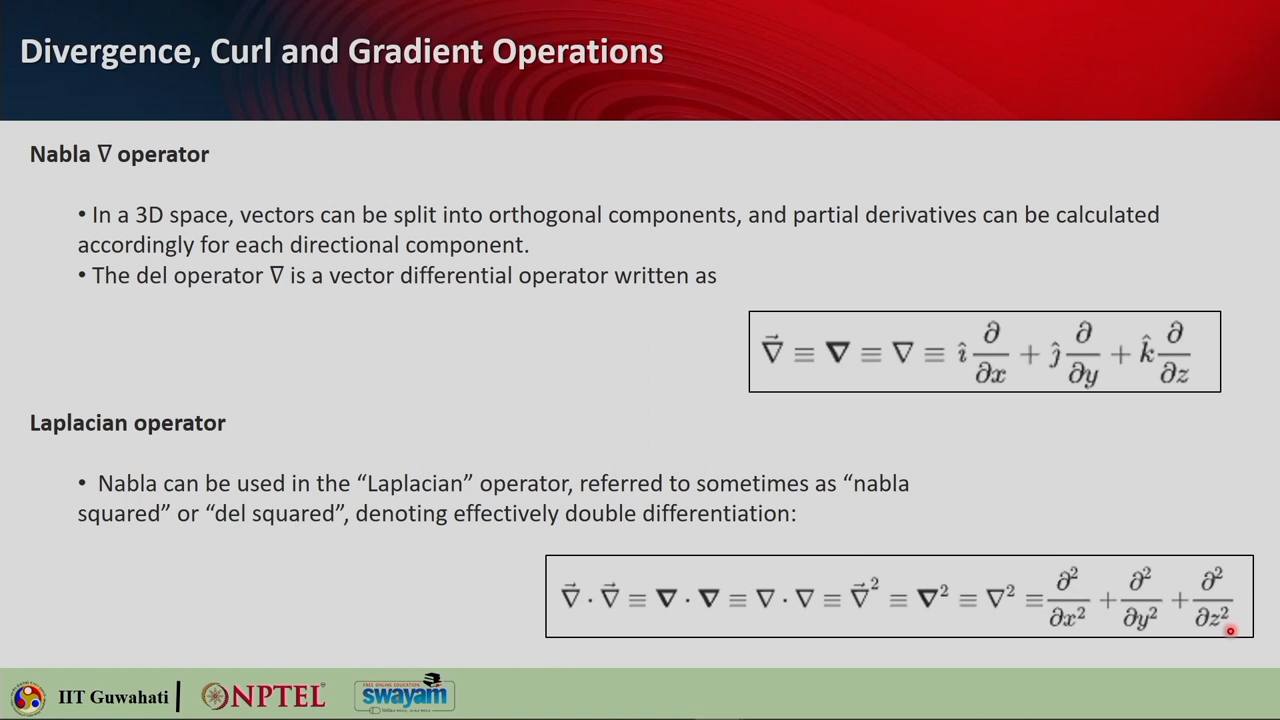 Divergence, Curl and Gradient Operations
Nabla ∇ operator
• In a 3D space, vectors can be split into orthogonal components, and partial derivatives can be calculated
accordingly for each directional component.
• The del operator ∇ is a vector differential operator written as
∇⃗ ≡ 𝛁 ≡ ∇ ≡ î ∂/∂x + ĵ ∂/∂y + k̂ ∂/∂z
Laplacian operator
• Nabla can be used in the “Laplacian” operator, referred to sometimes as “nabla
squared” or “del squared”, denoting effectively double differentiation:
∇⃗ · ∇⃗ ≡ 𝛁 · 𝛁 ≡ ∇ · ∇ ≡ ∇⃗² ≡ 𝛁² ≡ ∇² ≡ ∂²/∂x² + ∂²/∂y² + ∂²/∂z²
IIT Guwahati
NPTEL
FREE ONLINE EDUCATION
swayam